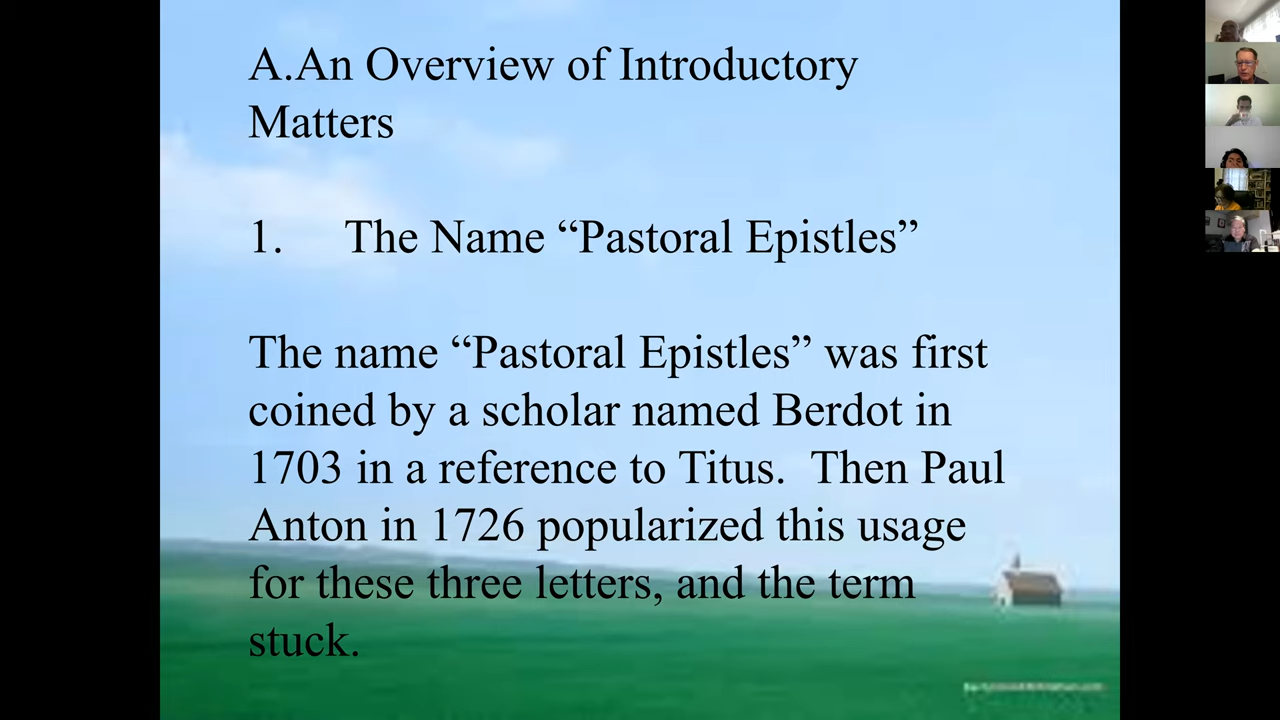 A.An Overview of Introductory
Matters
1. The Name “Pastoral Epistles”
The name “Pastoral Epistles” was first
coined by a scholar named Berdot in
1703 in a reference to Titus.  Then Paul
Anton in 1726 popularized this usage
for these three letters, and the term
stuck.